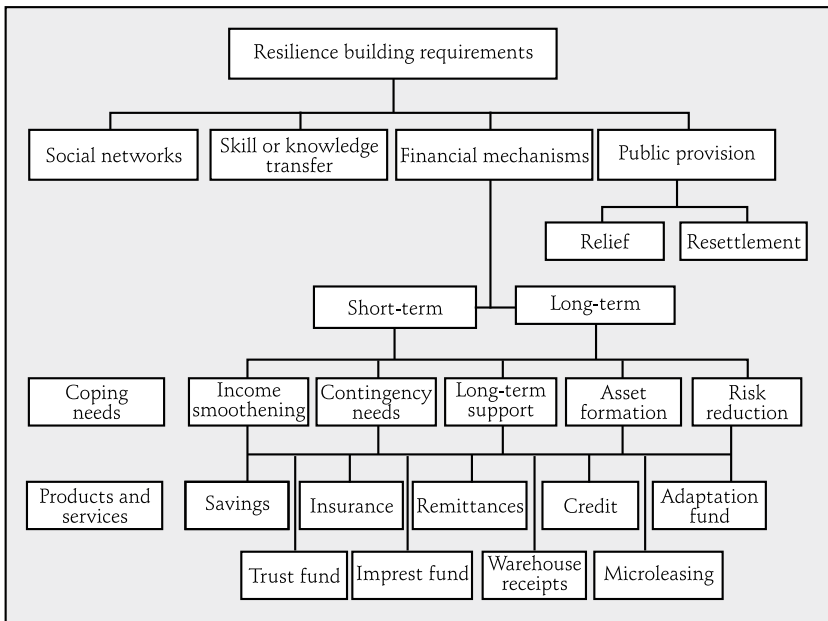 Resilience building requirements
Social networks
Skill or knowledge
transfer
Financial mechanisms
Public provision
Relief
Resettlement
Short-term
Long-term
Coping
needs
Income
smoothening
Contingency
needs
Long-term
support
Asset
formation
Risk
reduction
Products and
services
Savings
Insurance
Remittances
Credit
Adaptation
fund
Trust fund
Imprest fund
Warehouse
receipts
Microleasing